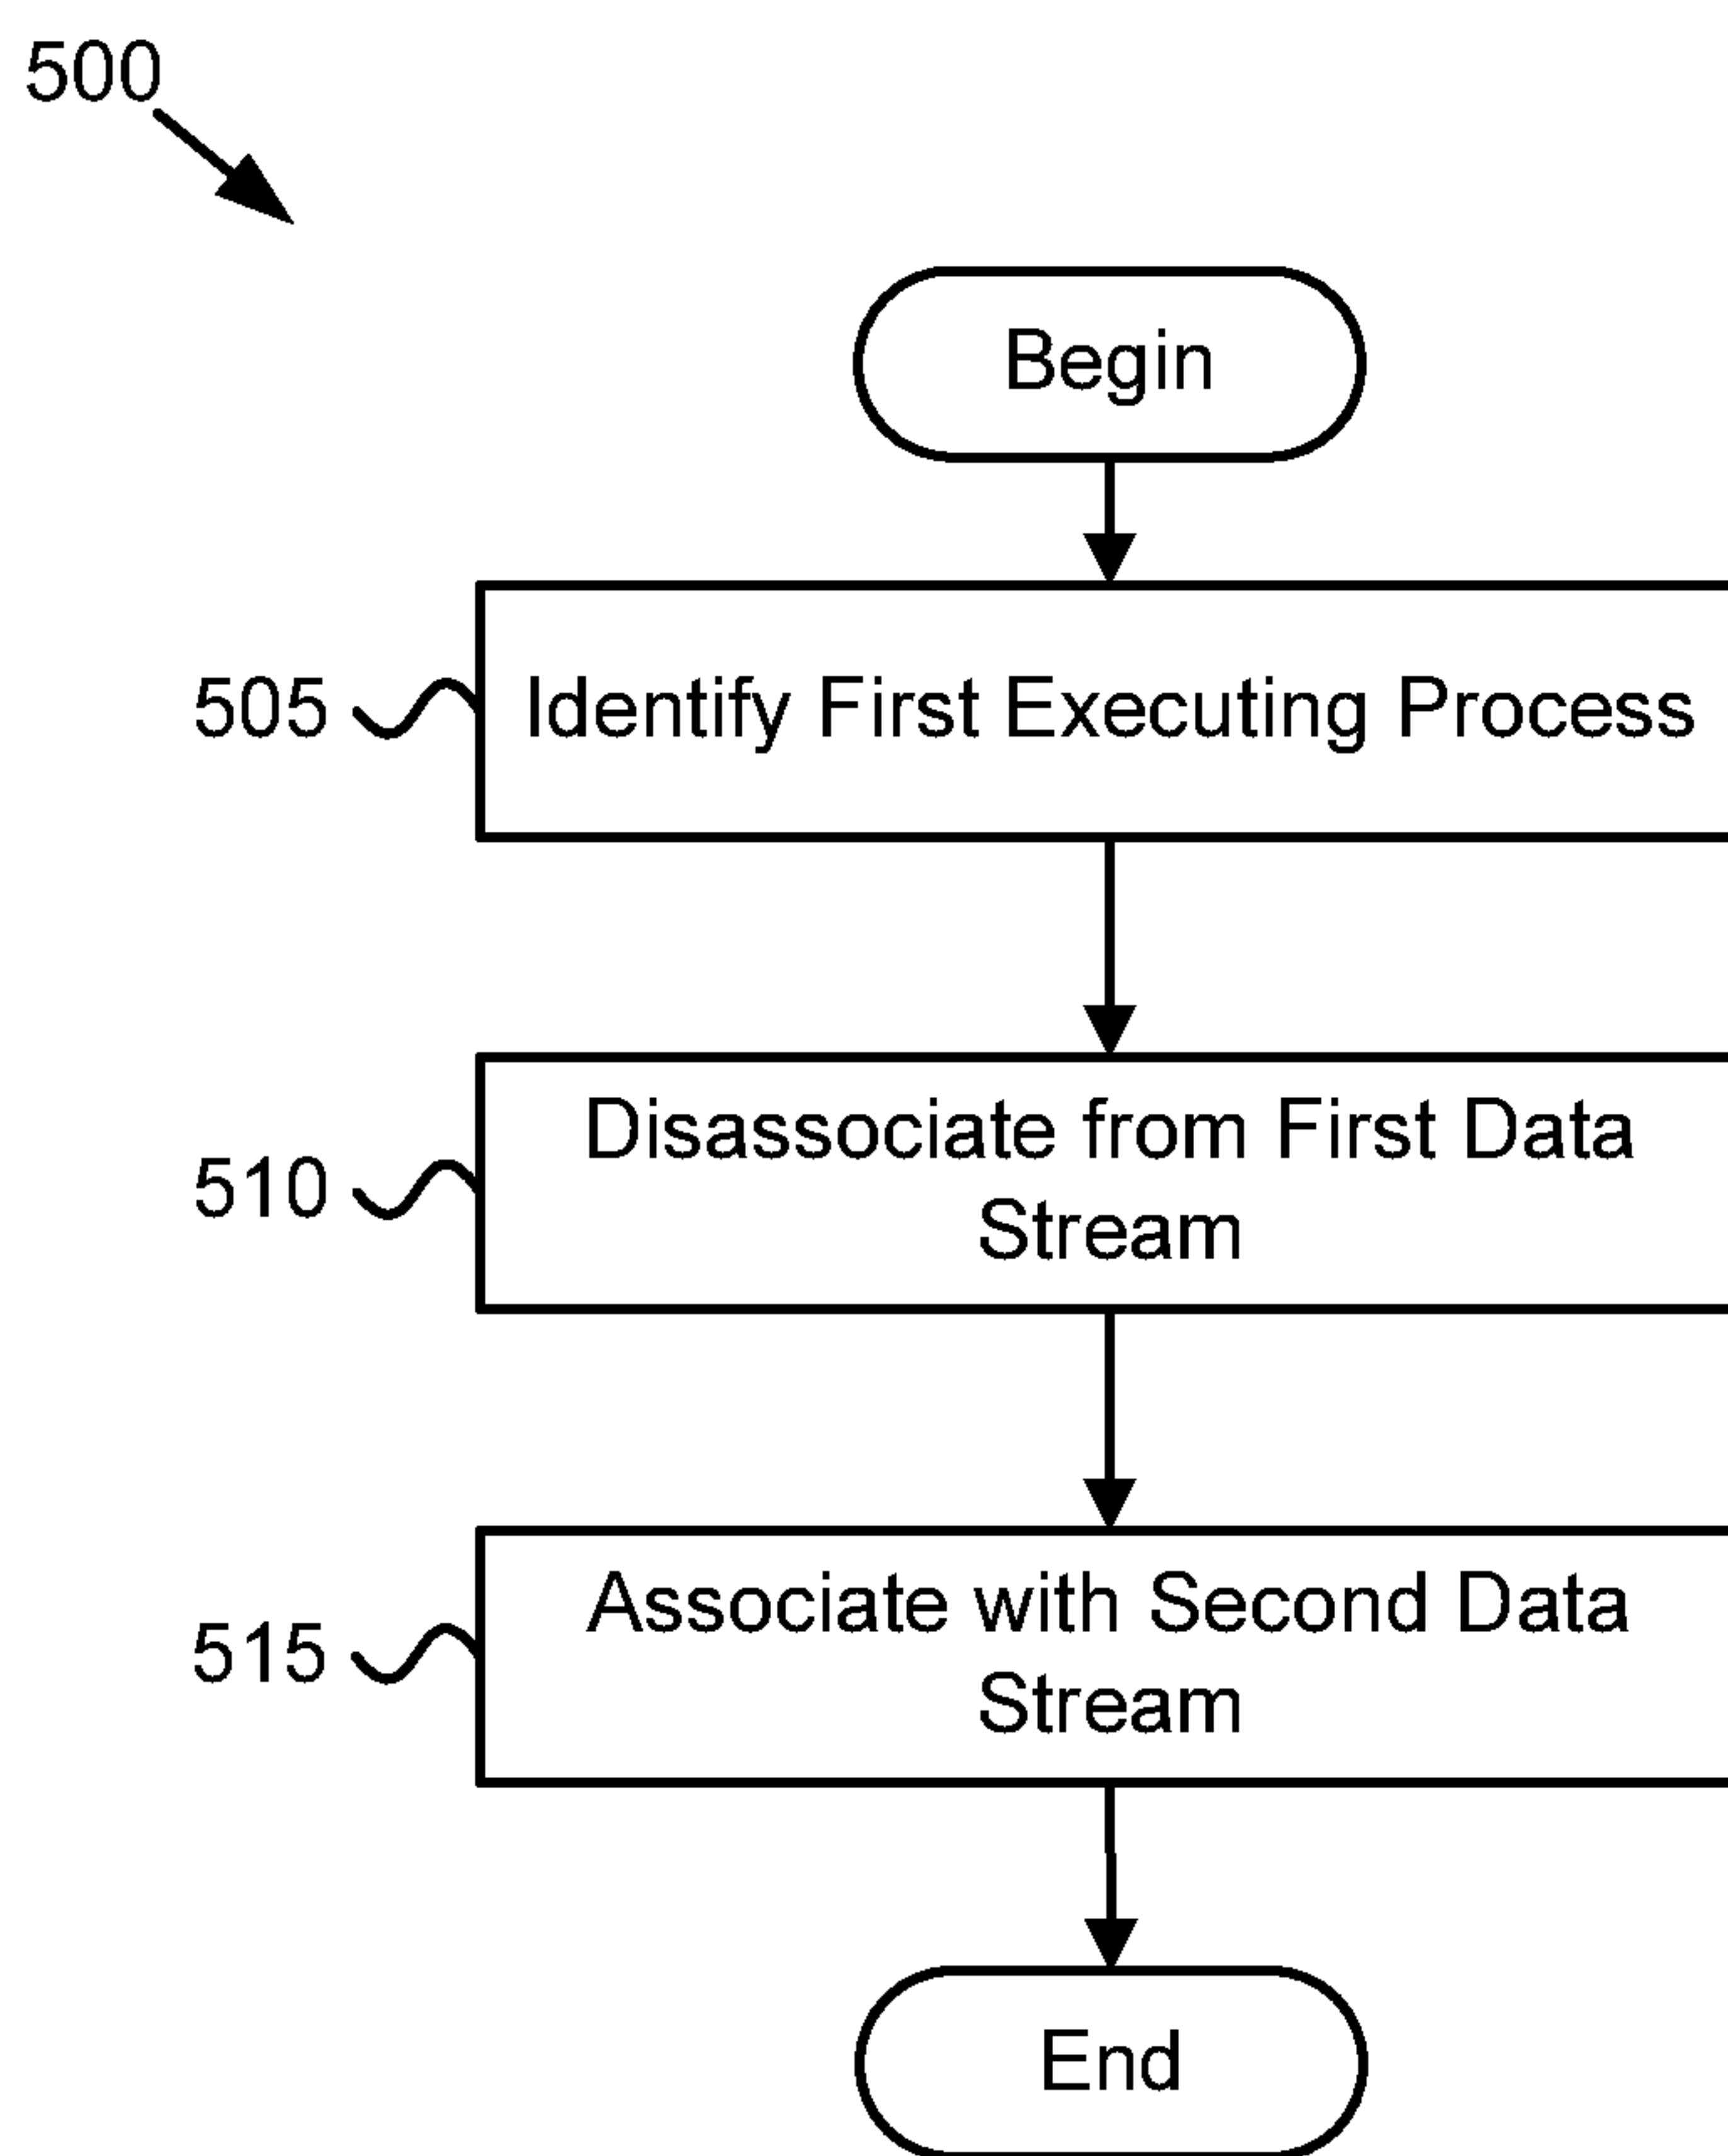 500
Begin
505
Identify First Executing Process
510
Disassociate from First Data
Stream
515
Associate with Second Data
Stream
End